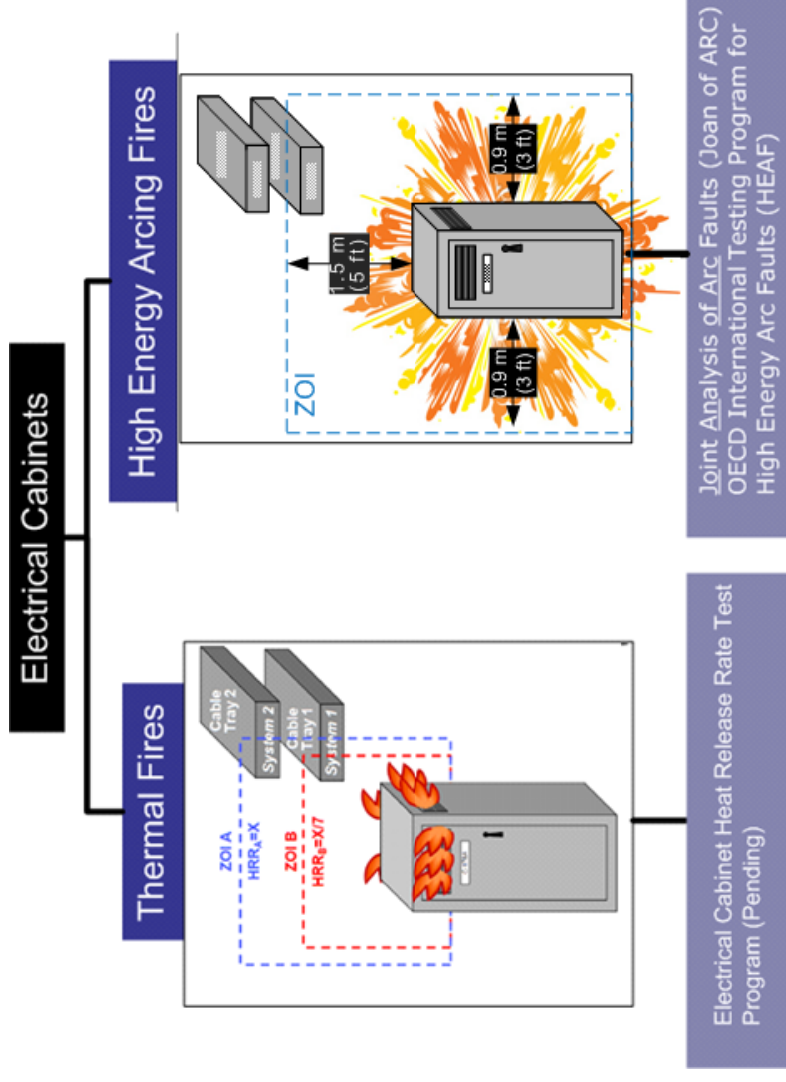 Electrical Cabinets
Thermal Fires
ZOI A
HRR_A=X
ZOI B
HRR_B=X/7
Cable
Tray 2
System 2
Cable
Tray 1
System 1
Electrical Cabinet Heat Release Rate Test
Program (Pending)
High Energy Arcing Fires
ZOI
1.5 m
(5 ft)
0.9 m
(3 ft)
0.9 m
(3 ft)
Joint Analysis of Arc Faults (Joan of ARC)
OECD International Testing Program for
High Energy Arc Faults (HEAF)